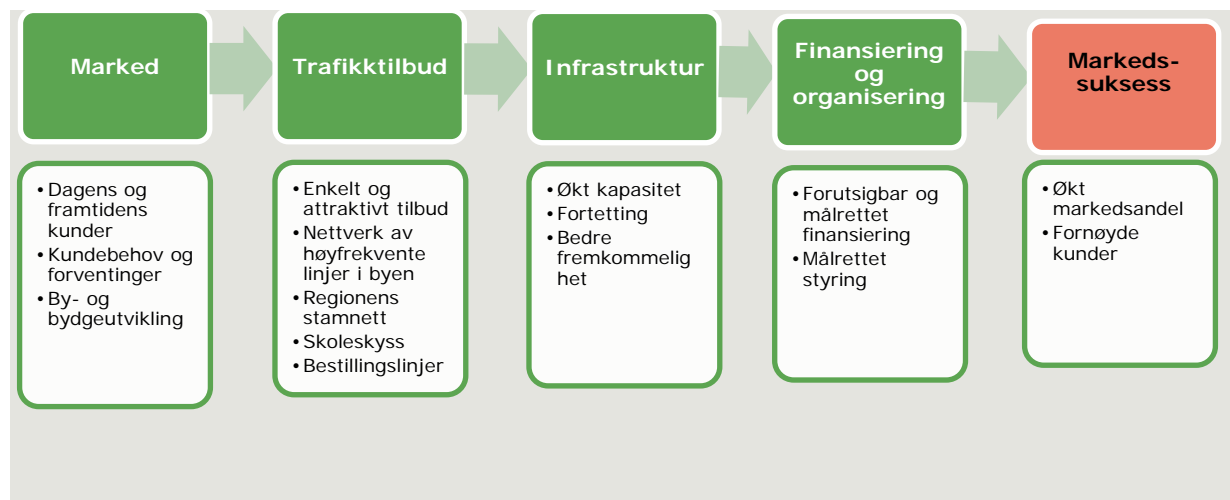 Marked
Trafikktilbud
Infrastruktur
Finansiering
og
organisering
Markeds-
suksess
• Dagens og
framtidens
kunder
• Kundebehov og
forventinger
• By- og
bydgeutvikling
• Enkelt og
attraktivt tilbud
• Nettverk av
høyfrekvente
linjer i byen
• Regionens
stamnett
• Skoleskyss
• Bestillingslinjer
• Økt kapasitet
• Fortetting
• Bedre
fremkommelig
het
• Forutsigbar og
målrettet
finansiering
• Målrettet
styring
• Økt
markedsandel
• Fornøyde
kunder